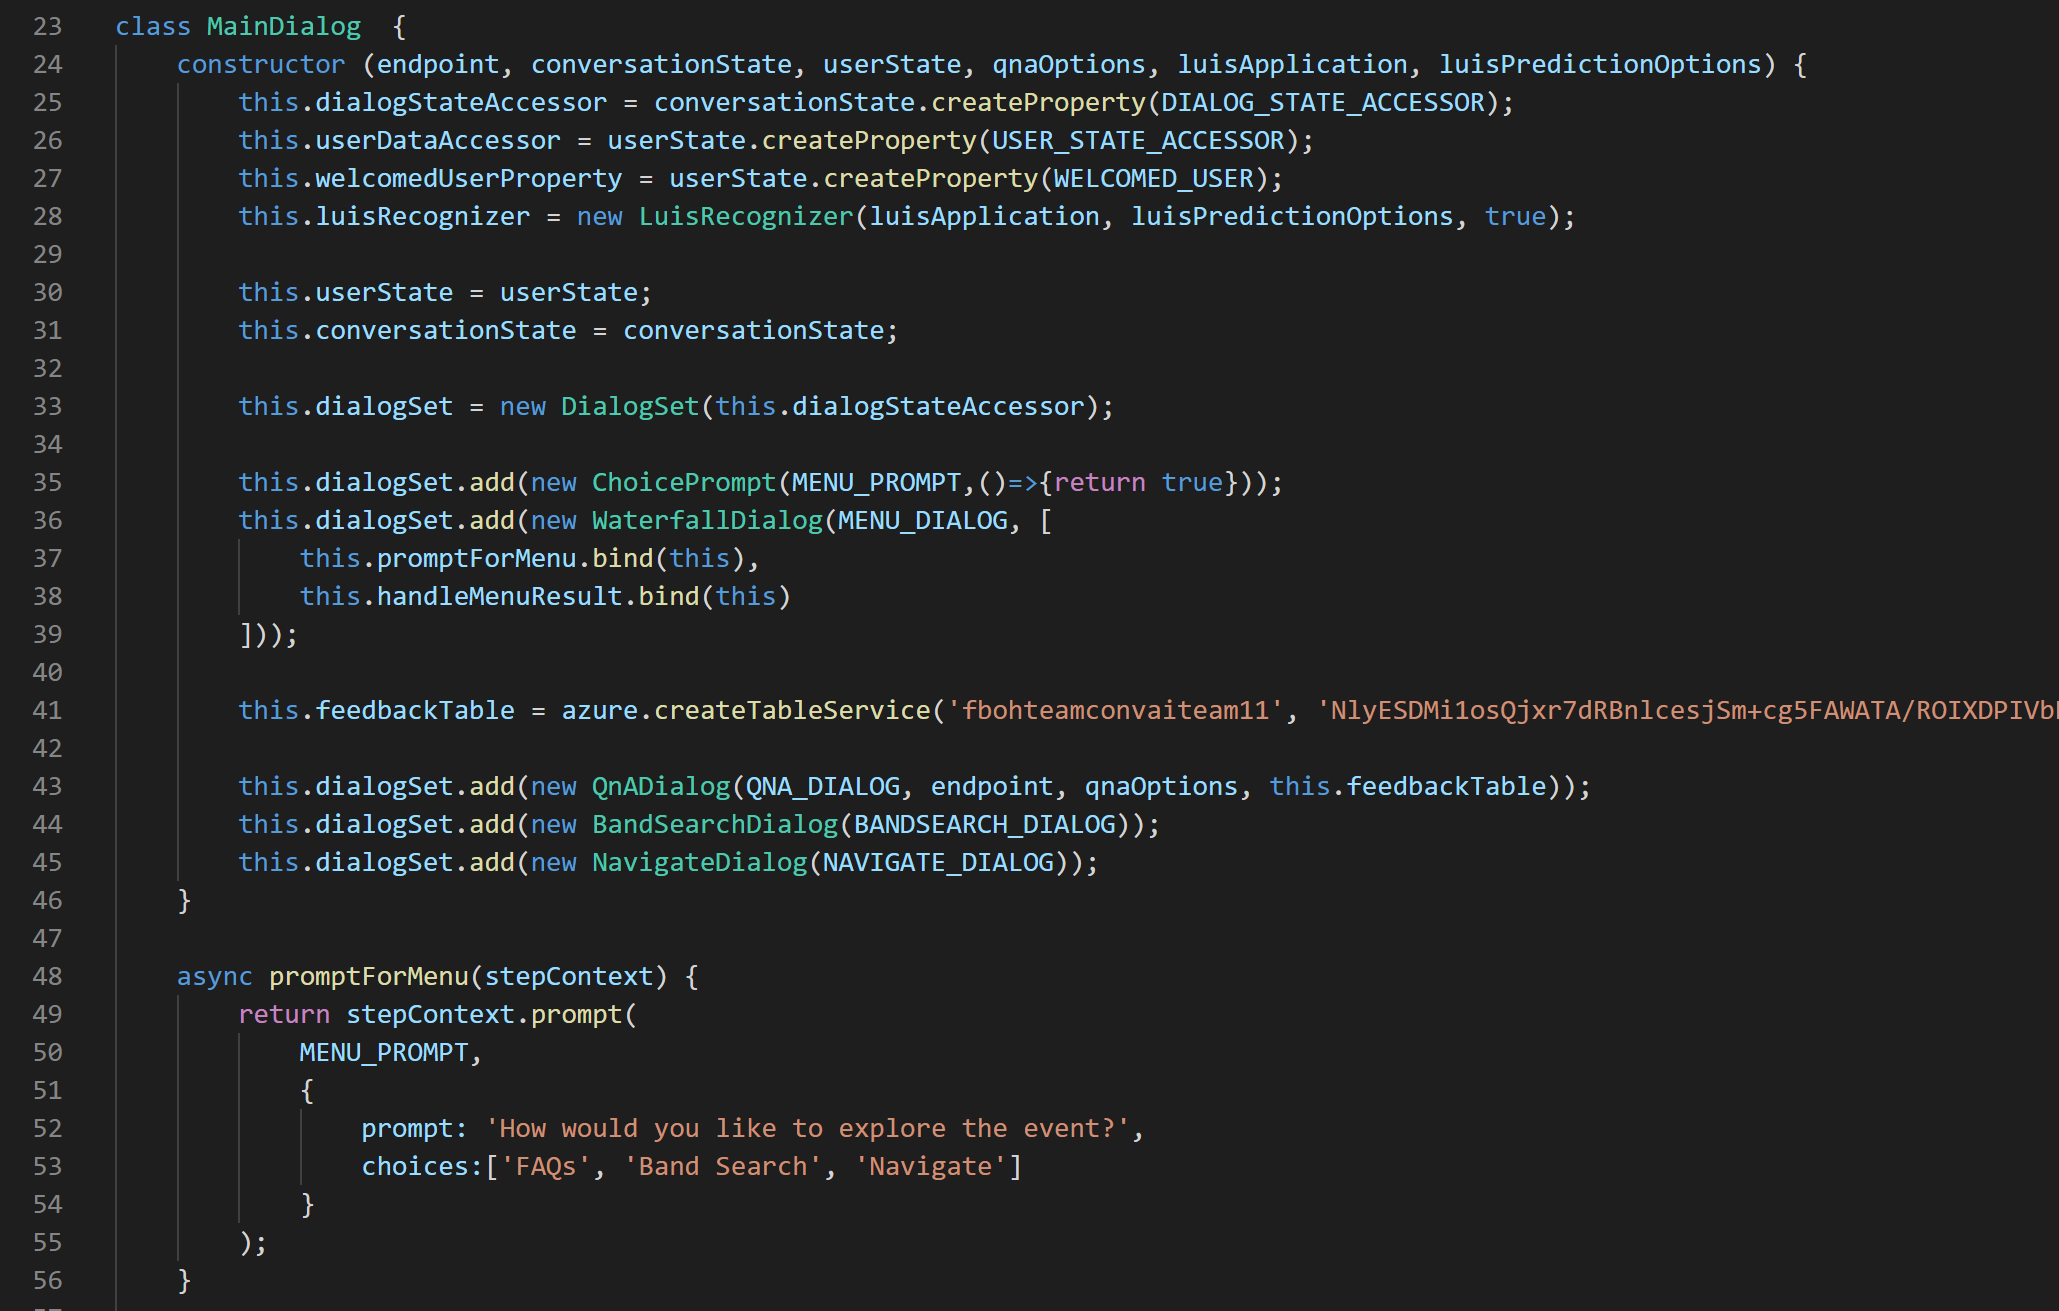 23 class MainDialog  {
24 constructor (endpoint, conversationState, userState, qnaOptions, luisApplication, luisPredictionOptions) {
25 this.dialogStateAccessor = conversationState.createProperty(DIALOG_STATE_ACCESSOR);
26 this.userDataAccessor = userState.createProperty(USER_STATE_ACCESSOR);
27 this.welcomedUserProperty = userState.createProperty(WELCOMED_USER);
28 this.luisRecognizer = new LuisRecognizer(luisApplication, luisPredictionOptions, true);
29
30 this.userState = userState;
31 this.conversationState = conversationState;
32
33 this.dialogSet = new DialogSet(this.dialogStateAccessor);
34
35 this.dialogSet.add(new ChoicePrompt(MENU_PROMPT,()=>{return true}));
36 this.dialogSet.add(new WaterfallDialog(MENU_DIALOG, [
37 this.promptForMenu.bind(this),
38 this.handleMenuResult.bind(this)
39 ]));
40
41 this.feedbackTable = azure.createTableService('fbohteamconvaiteam11', 'NlyESDMi1osQjxr7dRBnlcesjSm+cg5FAWATA/ROIXDPIVb
42
43 this.dialogSet.add(new QnADialog(QNA_DIALOG, endpoint, qnaOptions, this.feedbackTable));
44 this.dialogSet.add(new BandSearchDialog(BANDSEARCH_DIALOG));
45 this.dialogSet.add(new NavigateDialog(NAVIGATE_DIALOG));
46 }
47
48 async promptForMenu(stepContext) {
49 return stepContext.prompt(
50 MENU_PROMPT,
51 {
52 prompt: 'How would you like to explore the event?',
53 choices:['FAQs', 'Band Search', 'Navigate']
54 }
55 );
56 }